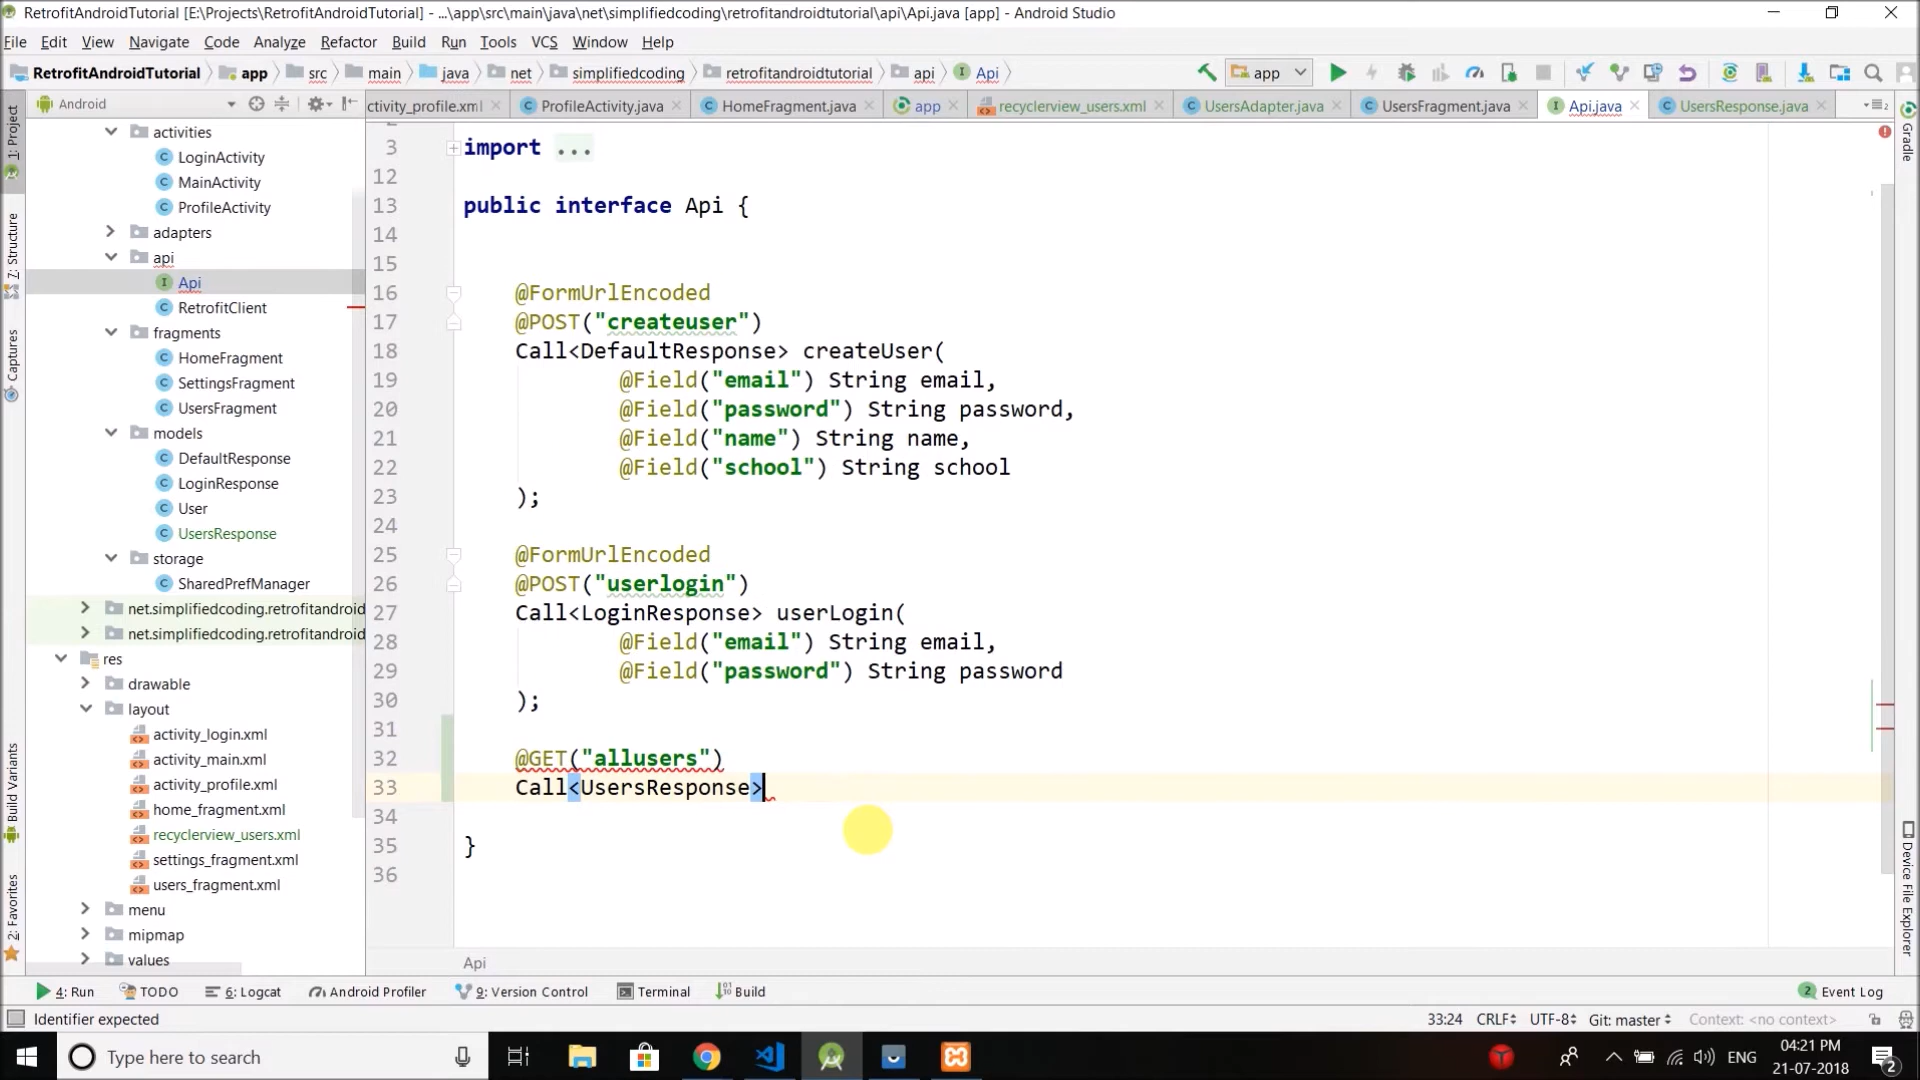 RetrofitAndroidTutorial [E:\Projects\RetrofitAndroidTutorial] - ...\app\src\main\java\net\simplifiedcoding\retrofitandroidtutorial\api\Api.java [app] - Android Studio
File Edit View Navigate Code Analyze Refactor Build Run Tools VCS Window Help
RetrofitAndroidTutorial app src main java net simplifiedcoding retrofitandroidtutorial api Api app
Android ctivity_profile.xml ProfileActivity.java HomeFragment.java app recyclerview_users.xml UsersAdapter.java UsersFragment.java Api.java UsersResponse.java
1: Project
7: Structure
Captures
Build Variants
2: Favorites
activities
LoginActivity
MainActivity
ProfileActivity
adapters
api
Api
RetrofitClient
fragments
HomeFragment
SettingsFragment
UsersFragment
models
DefaultResponse
LoginResponse
User
UsersResponse
storage
SharedPrefManager
net.simplifiedcoding.retrofitandroid
net.simplifiedcoding.retrofitandroid
res
drawable
layout
activity_login.xml
activity_main.xml
activity_profile.xml
home_fragment.xml
recyclerview_users.xml
settings_fragment.xml
users_fragment.xml
menu
mipmap
values
3 import ...
12
13 public interface Api {
14
15
16 @FormUrlEncoded
17 @POST("createuser")
18 Call<DefaultResponse> createUser(
19 @Field("email") String email,
20 @Field("password") String password,
21 @Field("name") String name,
22 @Field("school") String school
23 );
24
25 @FormUrlEncoded
26 @POST("userlogin")
27 Call<LoginResponse> userLogin(
28 @Field("email") String email,
29 @Field("password") String password
30 );
31
32 @GET("allusers")
33 Call<UsersResponse>
34
35 }
36
Api
Gradle
Device File Explorer
4: Run TODO 6: Logcat Android Profiler 9: Version Control Terminal Build 2 Event Log
Identifier expected 33:24 CRLF UTF-8 Git: master Context: <no context>
Type here to search ENG 04:21 PM 21-07-2018 2